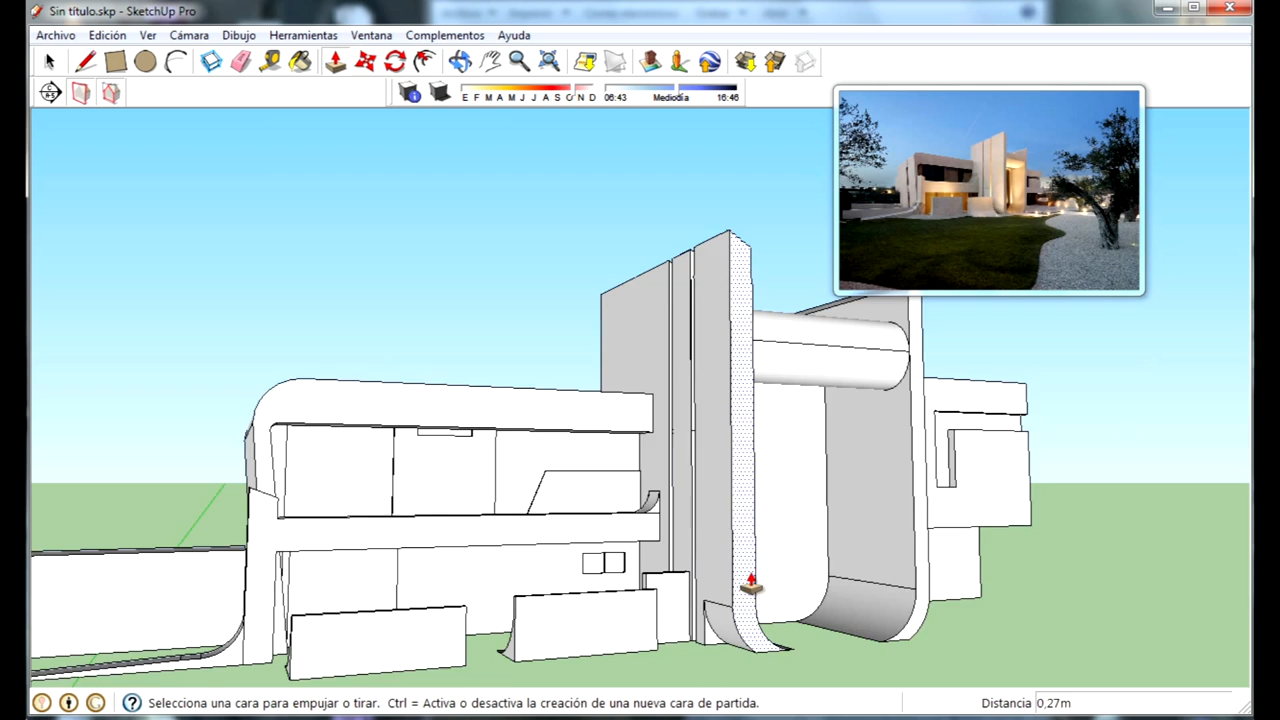 Sin título.skp - SketchUp Pro
Archivo Edición Ver Cámara Dibujo Herramientas Ventana Complementos Ayuda
E F M A M J J A S O N D 06:43 Mediodía 16:46
Selecciona una cara para empujar o tirar. Ctrl = Activa o desactiva la creación de una nueva cara de partida. Distancia 0,27m